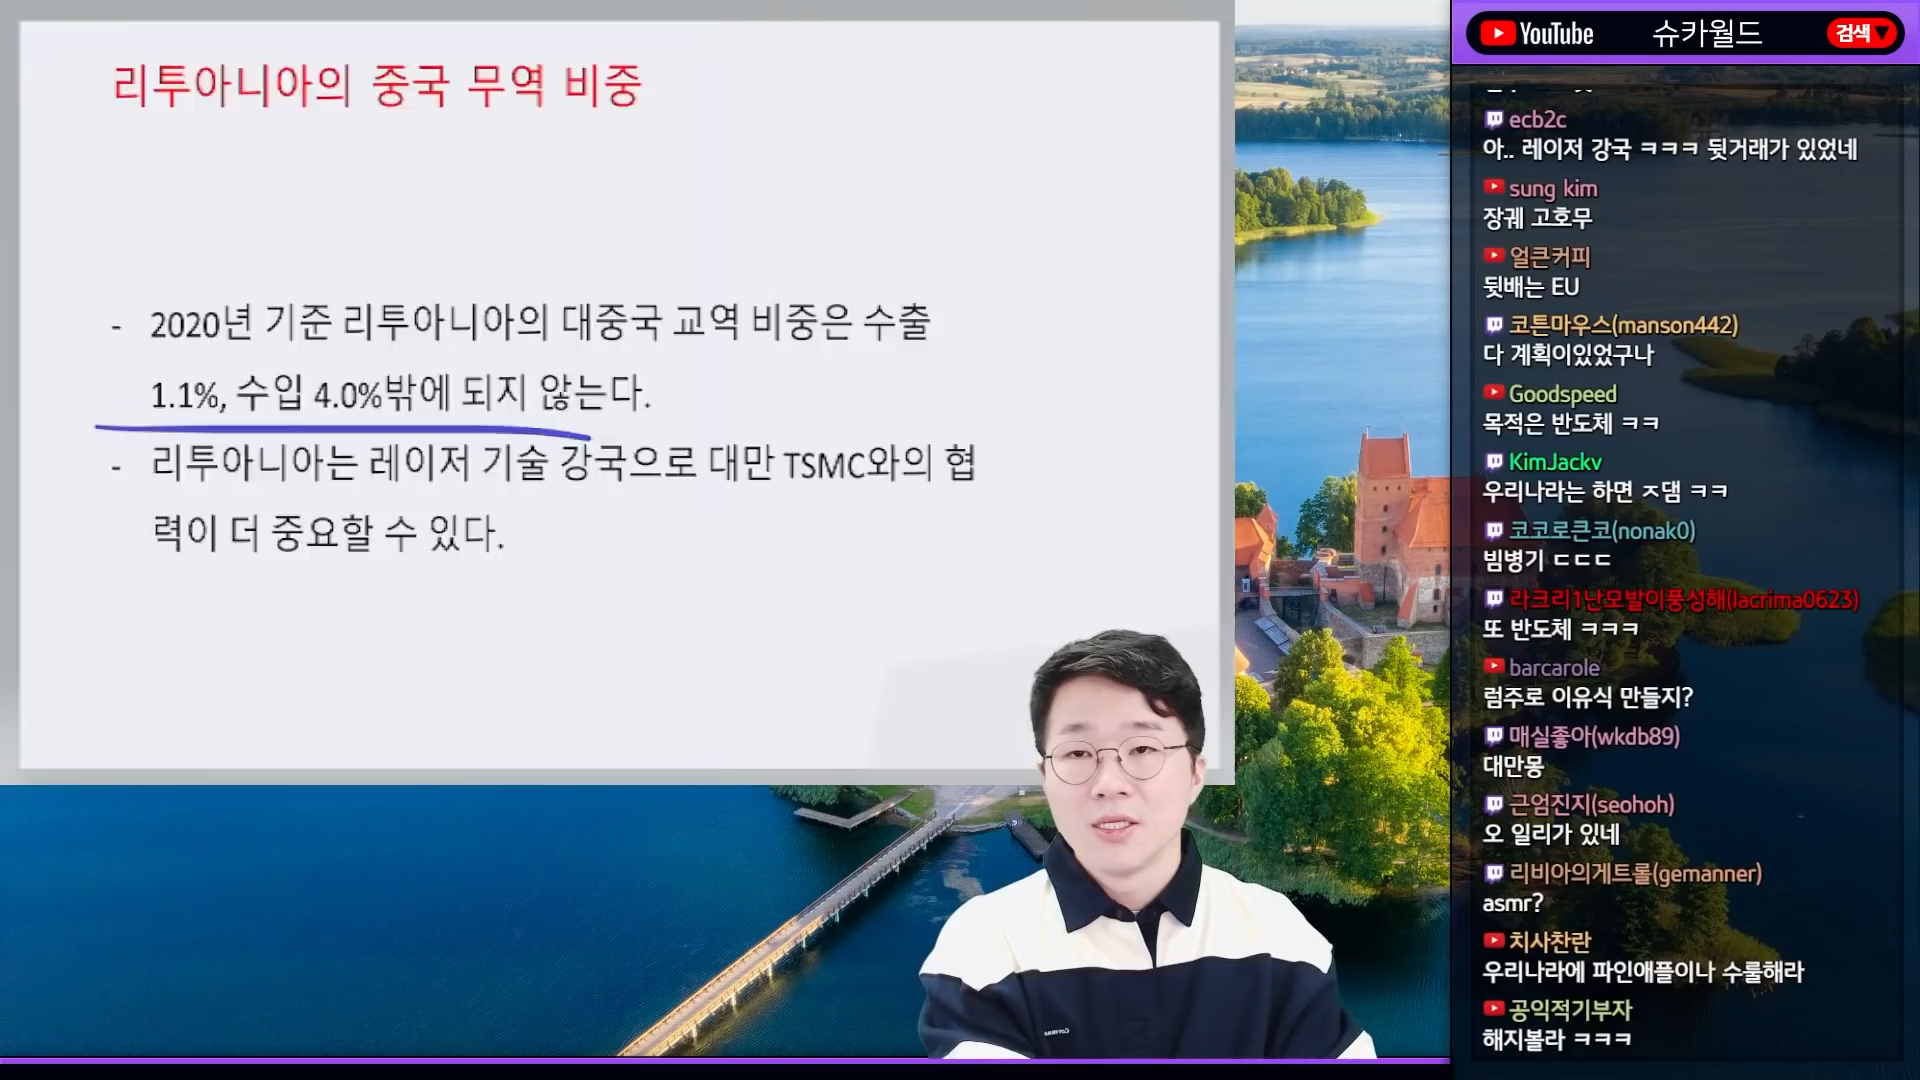 리투아니아의 중국 무역 비중
- 2020년 기준 리투아니아의 대중국 교역 비중은 수출
1.1%, 수입 4.0%밖에 되지 않는다.
- 리투아니아는 레이저 기술 강국으로 대만 TSMC와의 협
력이 더 중요할 수 있다.
YouTube 슈카월드 검색▼
ecb2c
아.. 레이저 강국 ㅋㅋㅋ 뒷거래가 있었네
sung kim
장궤 고호무
얼큰커피
뒷배는 EU
코튼마우스(manson442)
다 계획이있었구나
Goodspeed
목적은 반도체 ㅋㅋ
KimJackv
우리나라는 하면 ㅈ댐 ㅋㅋ
코코로큰코(nonak0)
빔병기 ㄷㄷㄷ
라크리1난모발이풍성해(lacrima0623)
또 반도체 ㅋㅋㅋ
barcarole
럼주로 이유식 만들지?
매실좋아(wkdb89)
대만몽
근엄진지(seohoh)
오 일리가 있네
리비아의게트롤(gemanner)
asmr?
치사찬란
우리나라에 파인애플이나 수룰해라
공익적기부자
해지볼라 ㅋㅋㅋ